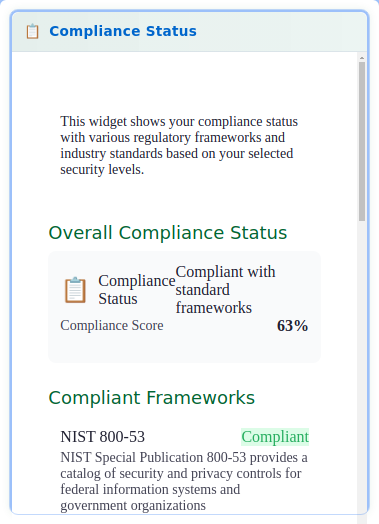 📋 Compliance Status
This widget shows your compliance status
with various regulatory frameworks and
industry standards based on your selected
security levels.
Overall Compliance Status
📋 Compliance Status
Compliant with standard frameworks
Compliance Score 63%
Compliant Frameworks
NIST 800-53 Compliant
NIST Special Publication 800-53 provides a
catalog of security and privacy controls for
federal information systems and
government organizations